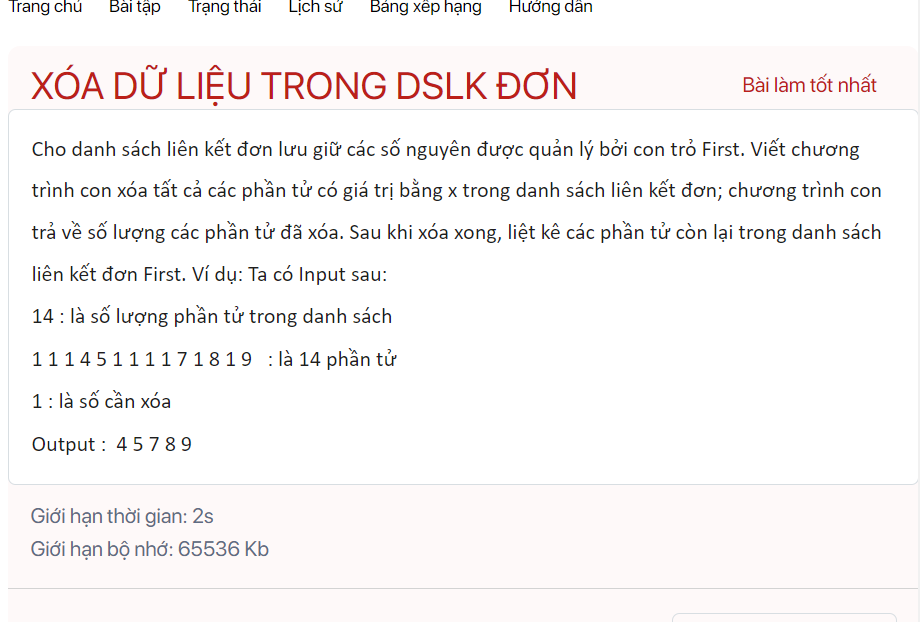 Trang chủ Bài tập Trạng thái Lịch sử Bảng xếp hạng Hướng dẫn
XÓA DỮ LIỆU TRONG DSLK ĐƠN
Bài làm tốt nhất
Cho danh sách liên kết đơn lưu giữ các số nguyên được quản lý bởi con trỏ First. Viết chương
trình con xóa tất cả các phần tử có giá trị bằng x trong danh sách liên kết đơn; chương trình con
trả về số lượng các phần tử đã xóa. Sau khi xóa xong, liệt kê các phần tử còn lại trong danh sách
liên kết đơn First. Ví dụ: Ta có Input sau:
14 : là số lượng phần tử trong danh sách
1 1 1 4 5 1 1 1 1 7 1 8 1 9 : là 14 phần tử
1 : là số cần xóa
Output : 4 5 7 8 9
Giới hạn thời gian: 2s
Giới hạn bộ nhớ: 65536 Kb